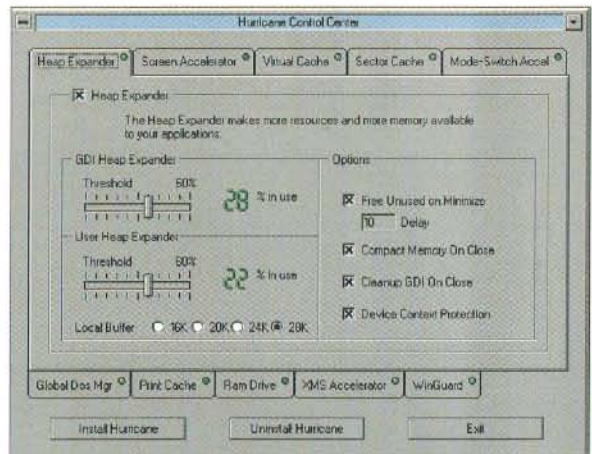 Hurricane Control Center
Heap Expander
Screen Accelerator
Virtual Cache
Sector Cache
Mode-Switch Accel
Heap Expander
The Heap Expander makes more resources and more memory available
to your applications.
GDI Heap Expander
Threshold 60%
28 % in use
User Heap Expander
Threshold 60%
22 % in use
Local Buffer 16K 20K 24K 28K
Options
Free Unused on Minimize
10 Delay
Compact Memory On Close
Cleanup GDI On Close
Device Context Protection
Global Dos Mgr
Print Cache
Ram Drive
XMS Accelerator
WinGuard
Install Hurricane
Uninstall Hurricane
Exit